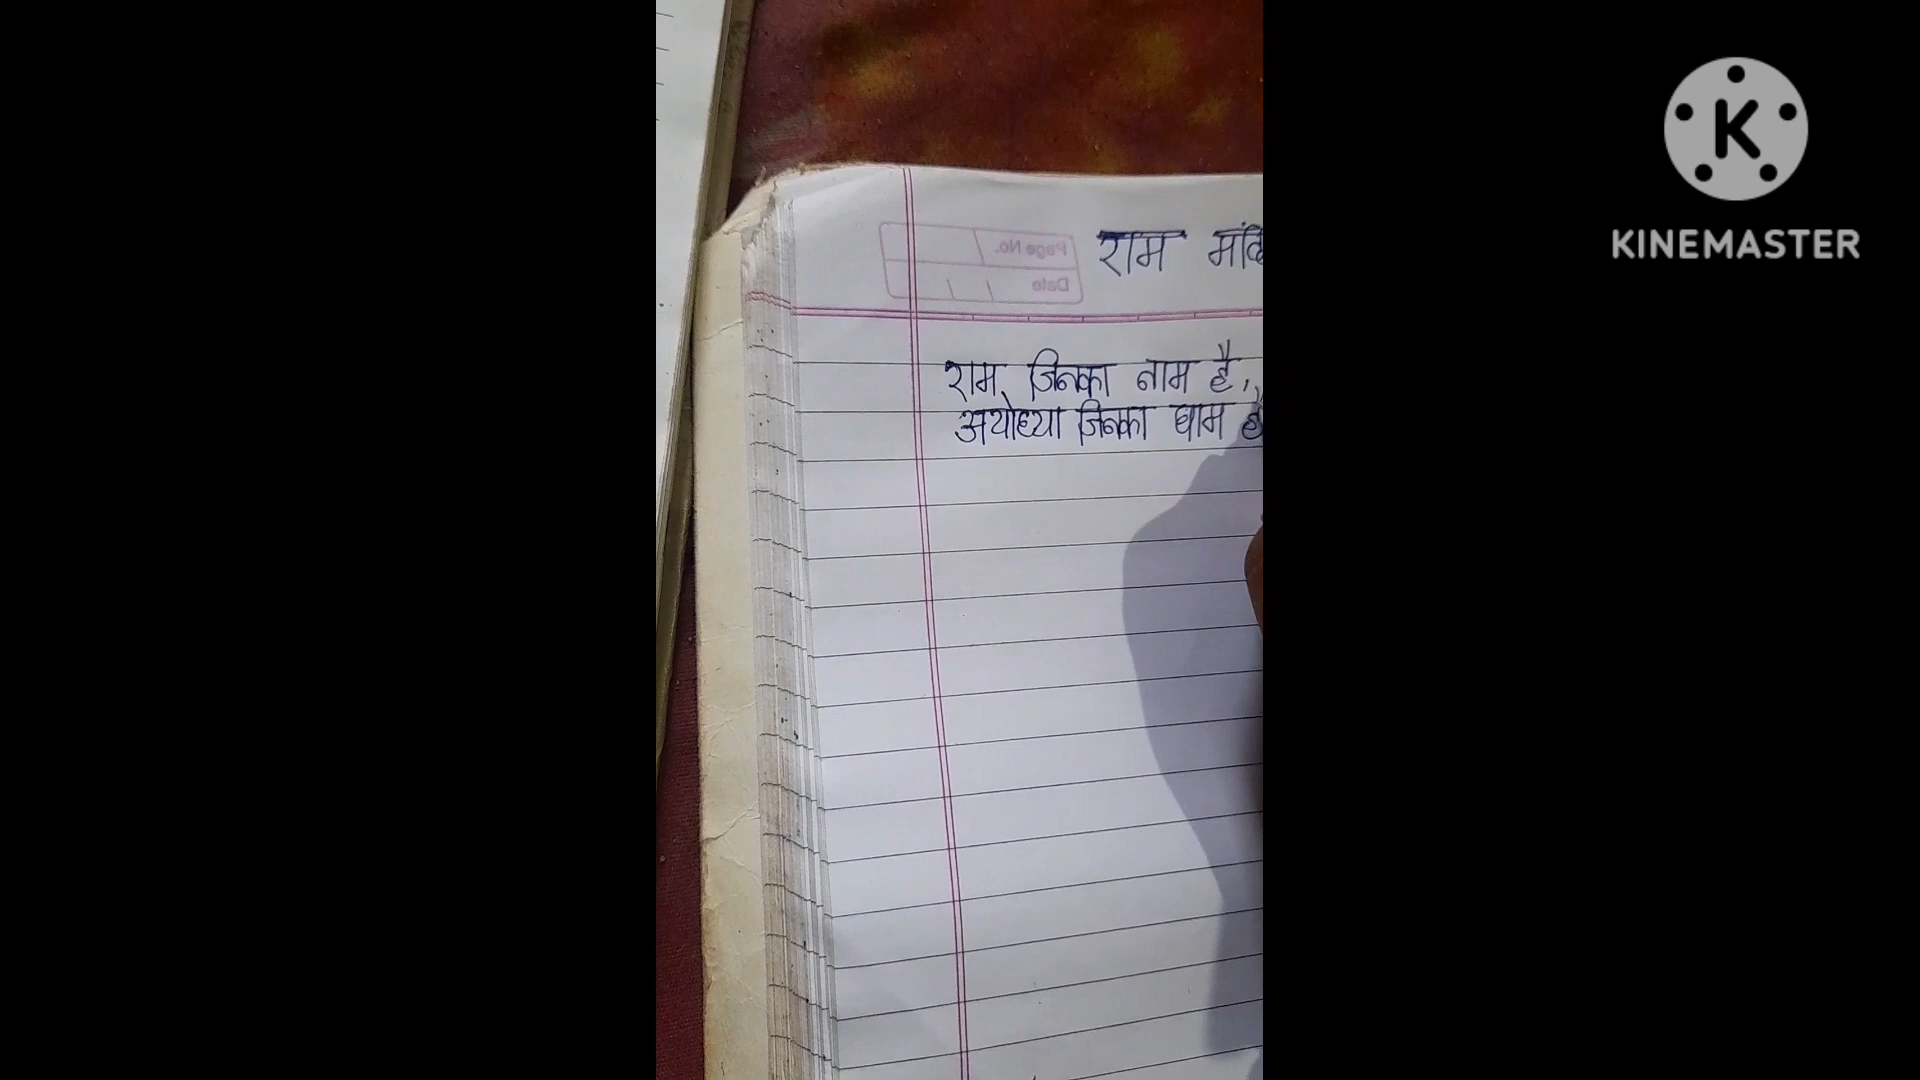 राम मंदि
राम जिनका नाम है,
अयोध्या जिनका धाम है
Page No.
Date
KINEMASTER